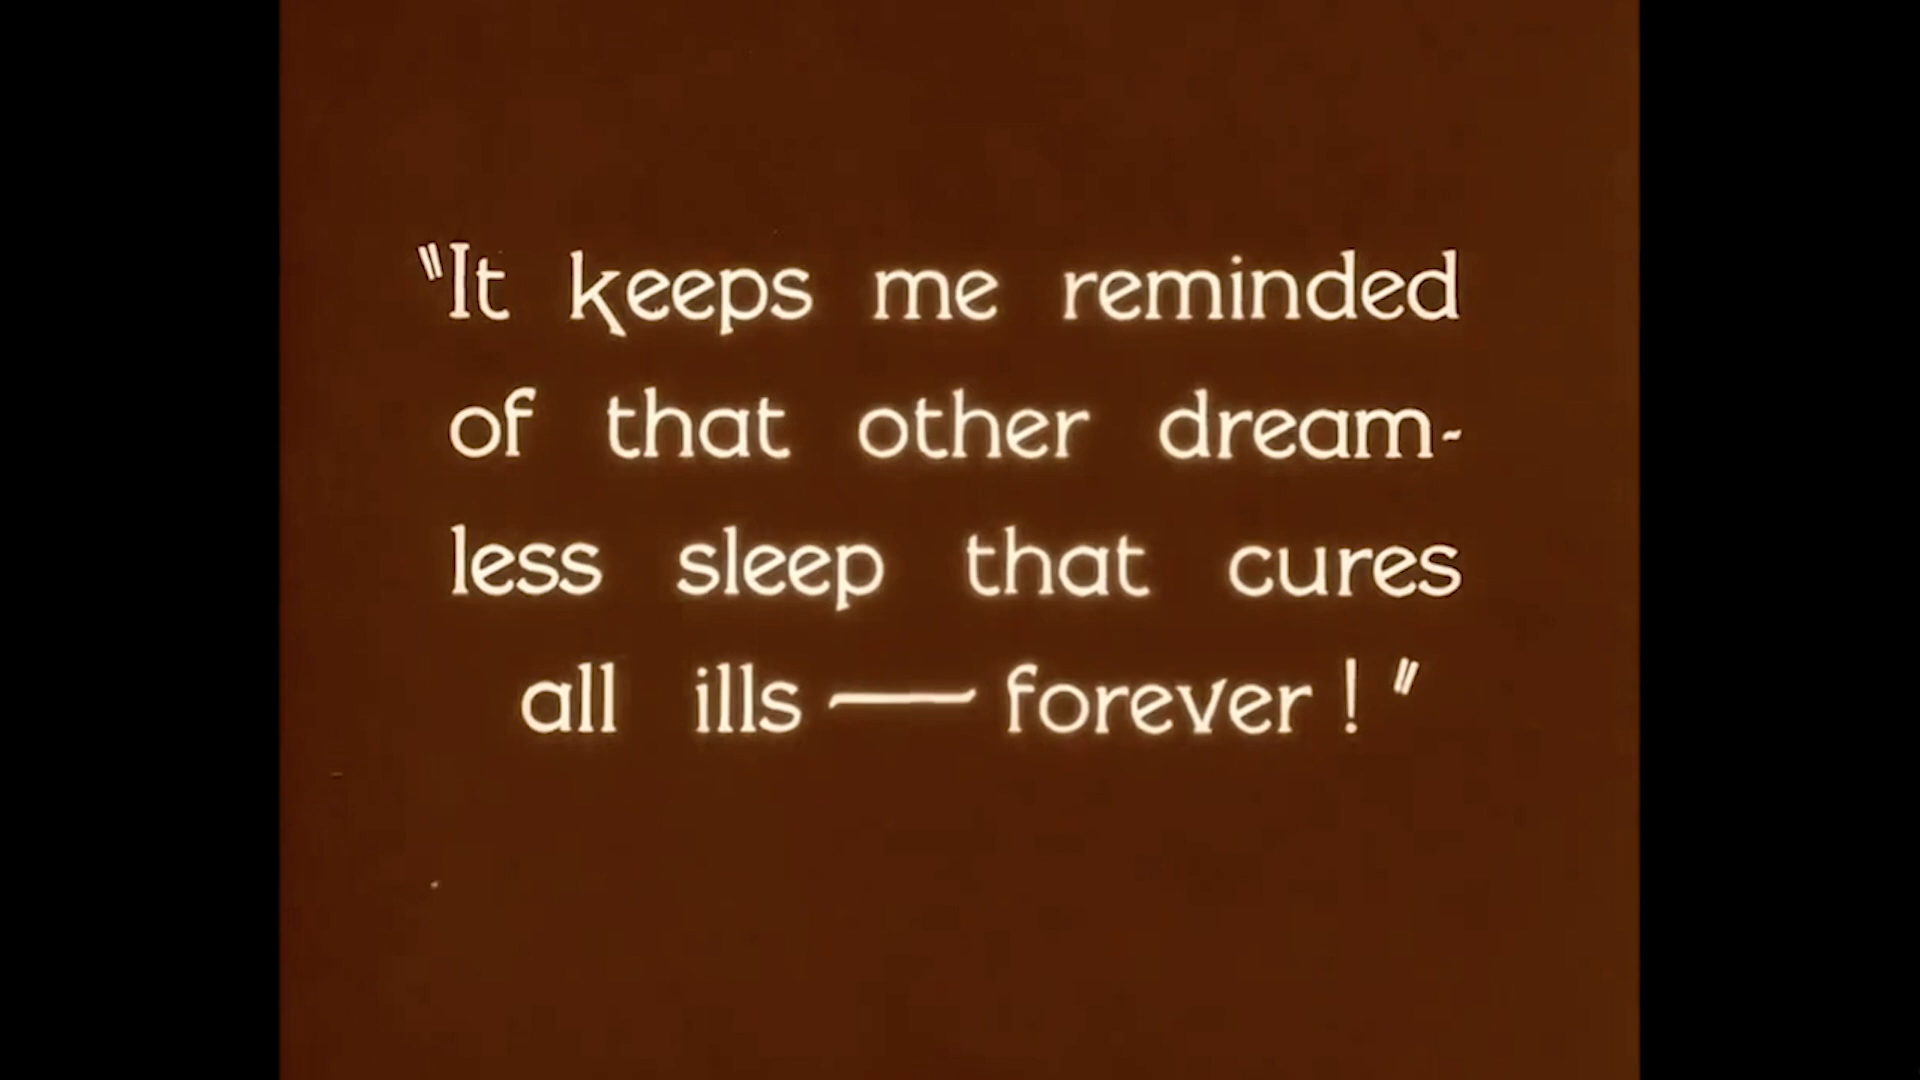 "It keeps me reminded
of that other dream-
less sleep that cures
all ills — forever! "